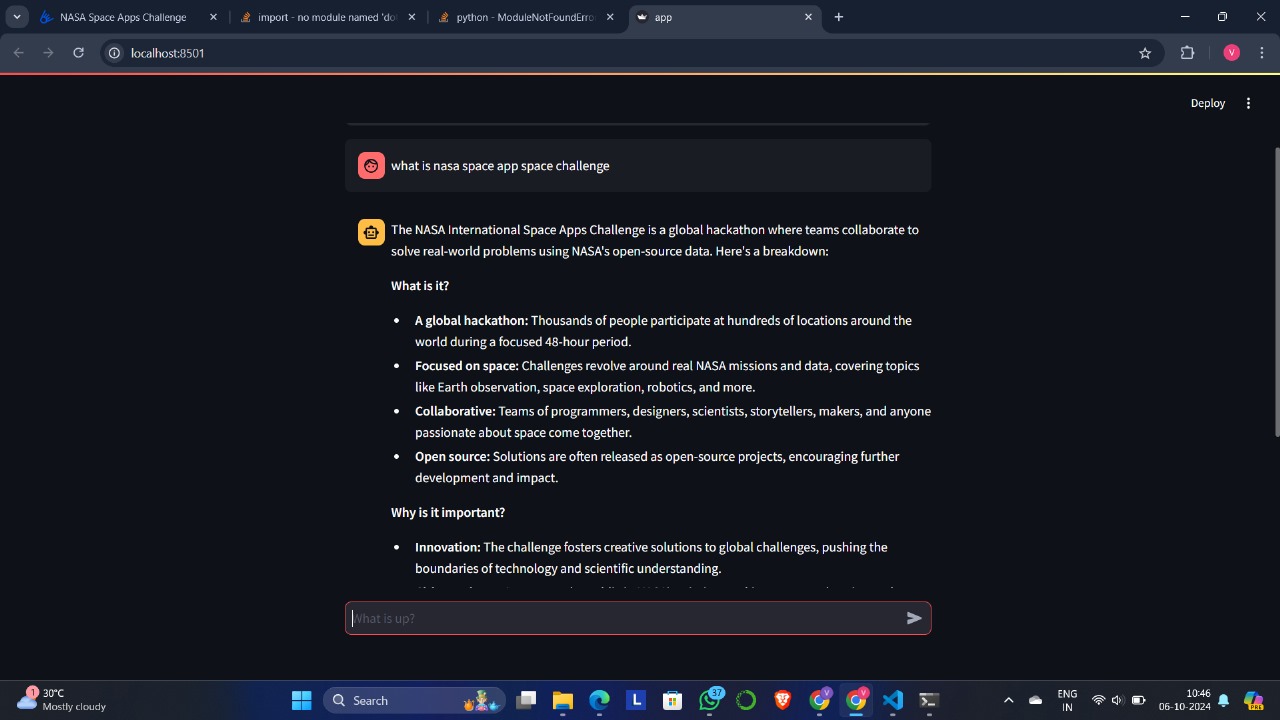 NASA Space Apps Challenge
import - no module named 'do
python - ModuleNotFoundErro
app
localhost:8501
V
Deploy
what is nasa space app space challenge
The NASA International Space Apps Challenge is a global hackathon where teams collaborate to
solve real-world problems using NASA's open-source data. Here's a breakdown:
What is it?
• A global hackathon: Thousands of people participate at hundreds of locations around the
world during a focused 48-hour period.
• Focused on space: Challenges revolve around real NASA missions and data, covering topics
like Earth observation, space exploration, robotics, and more.
• Collaborative: Teams of programmers, designers, scientists, storytellers, makers, and anyone
passionate about space come together.
• Open source: Solutions are often released as open-source projects, encouraging further
development and impact.
Why is it important?
• Innovation: The challenge fosters creative solutions to global challenges, pushing the
boundaries of technology and scientific understanding.
What is up?
1
30°C
Mostly cloudy
Search
L
37
V
V
ENG
IN
10:46
06-10-2024
PRE